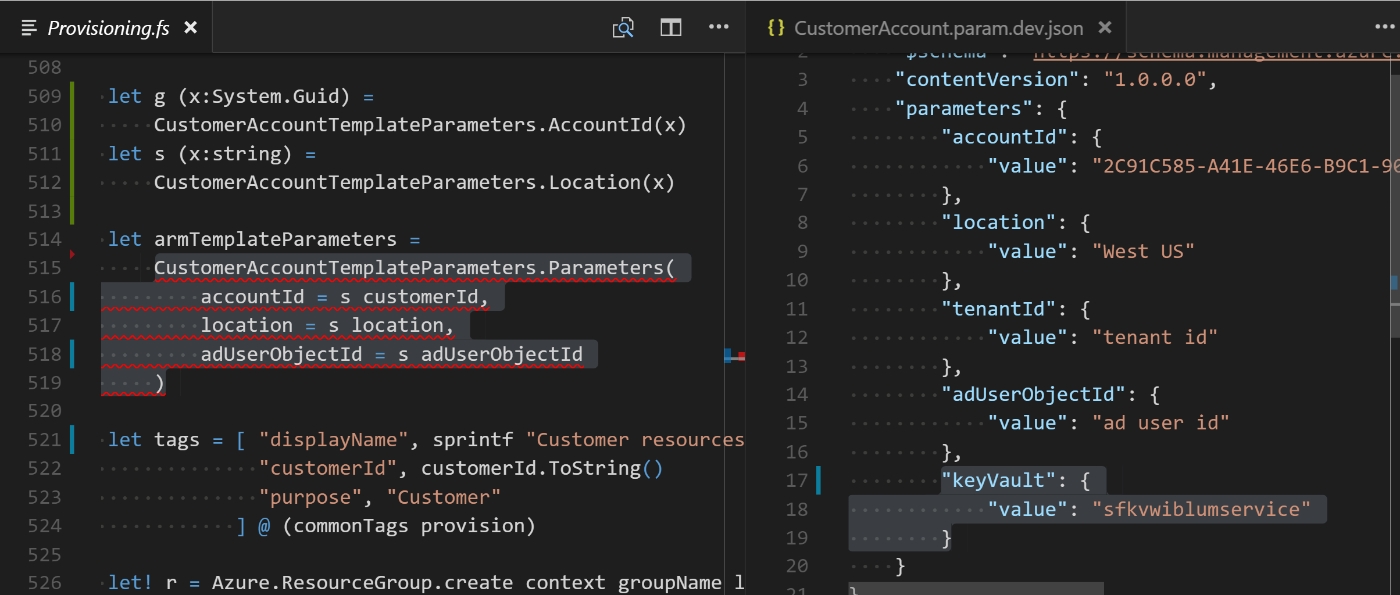 Provisioning.fs
508
509 let g (x:System.Guid) =
510 CustomerAccountTemplateParameters.AccountId(x)
511 let s (x:string) =
512 CustomerAccountTemplateParameters.Location(x)
513
514 let armTemplateParameters =
515 CustomerAccountTemplateParameters.Parameters(
516 accountId = s customerId,
517 location = s location,
518 adUserObjectId = s adUserObjectId
519 )
520
521 let tags = [ "displayName", sprintf "Customer resources
522 "customerId", customerId.ToString()
523 "purpose", "Customer"
524 ] @ (commonTags provision)
525
526 let! r = Azure.ResourceGroup.create context groupName l
{} CustomerAccount.param.dev.json
2 "$schema": "https://schema.management.azure.
3 "contentVersion": "1.0.0.0",
4 "parameters": {
5 "accountId": {
6 "value": "2C91C585-A41E-46E6-B9C1-90
7 },
8 "location": {
9 "value": "West US"
10 },
11 "tenantId": {
12 "value": "tenant id"
13 },
14 "adUserObjectId": {
15 "value": "ad user id"
16 },
17 "keyVault": {
18 "value": "sfkvwiblumservice"
19 }
20 }
21 }